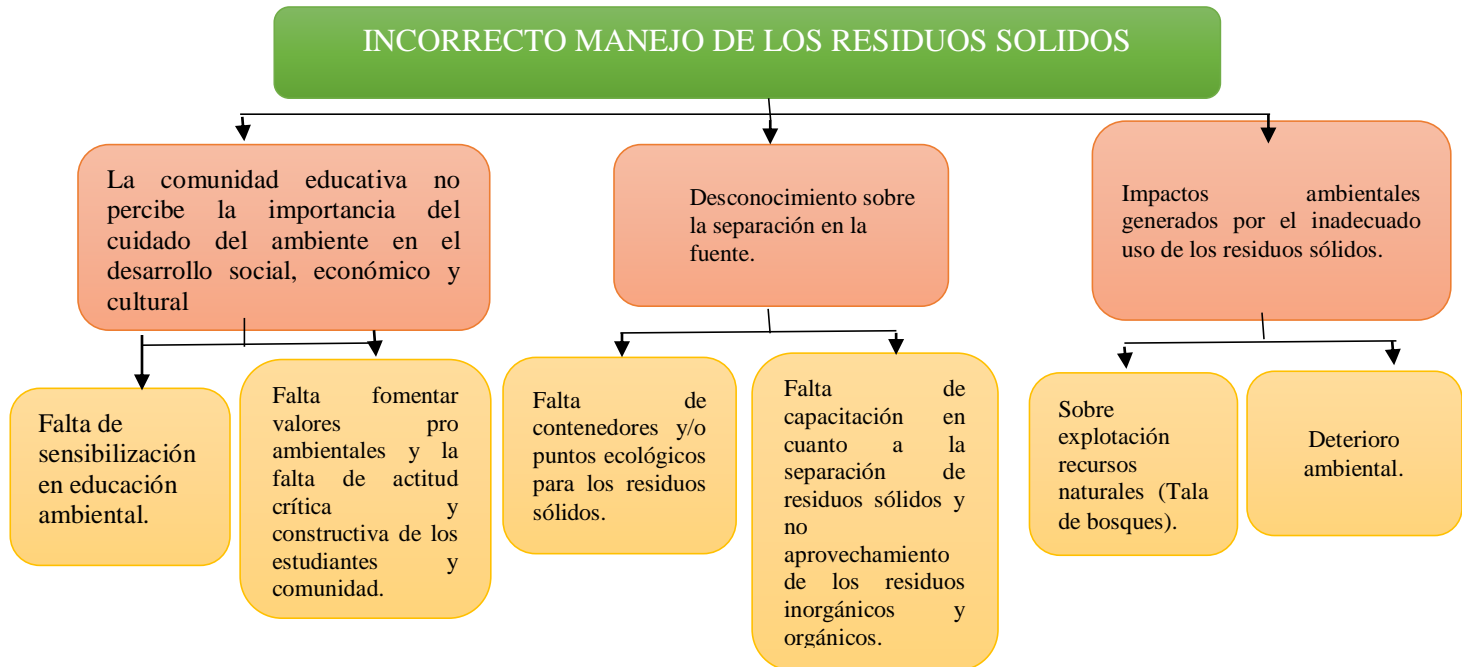 INCORRECTO MANEJO DE LOS RESIDUOS SOLIDOS
La comunidad educativa no
percibe la importancia del
cuidado del ambiente en el
desarrollo social, económico y
cultural
Desconocimiento sobre
la separación en la
fuente.
Impactos ambientales
generados por el inadecuado
uso de los residuos sólidos.
Falta de
sensibilización
en educación
ambiental.
Falta fomentar
valores pro
ambientales y la
falta de actitud
crítica y
constructiva de los
estudiantes y
comunidad.
Falta de
contenedores y/o
puntos ecológicos
para los residuos
sólidos.
Falta de
capacitación en
cuanto a la
separación de
residuos sólidos y
no
aprovechamiento
de los residuos
inorgánicos y
orgánicos.
Sobre
explotación
recursos
naturales (Tala
de bosques).
Deterioro
ambiental.